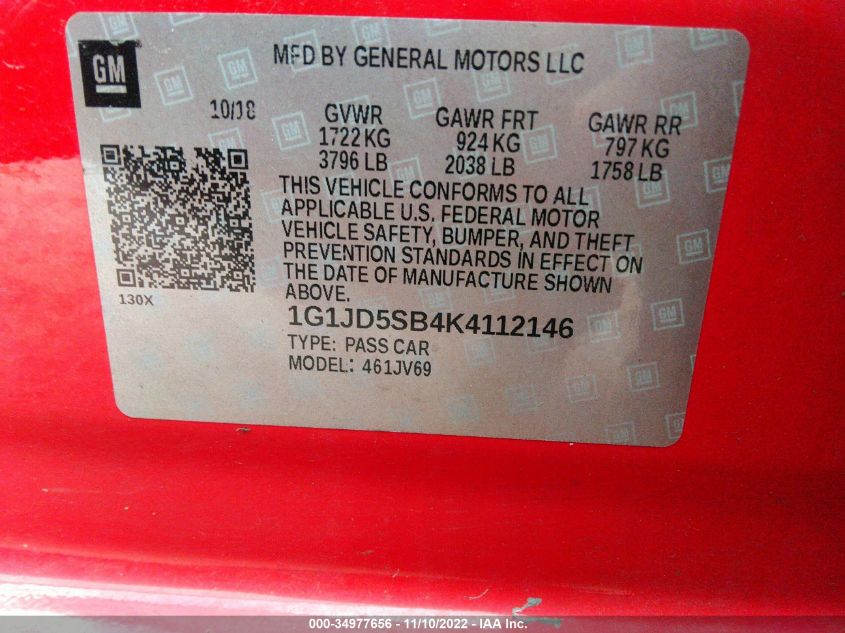 GM
MFD BY GENERAL MOTORS LLC
10/18
GVWR
1722 KG
3796 LB
GAWR FRT
924 KG
2038 LB
GAWR RR
797 KG
1758 LB
THIS VEHICLE CONFORMS TO ALL
APPLICABLE U.S. FEDERAL MOTOR
VEHICLE SAFETY, BUMPER, AND THEFT
PREVENTION STANDARDS IN EFFECT ON
THE DATE OF MANUFACTURE SHOWN
ABOVE.
130X
1G1JD5SB4K4112146
TYPE: PASS CAR
MODEL: 461JV69
000-34977656 - 11/10/2022 - IAA Inc.